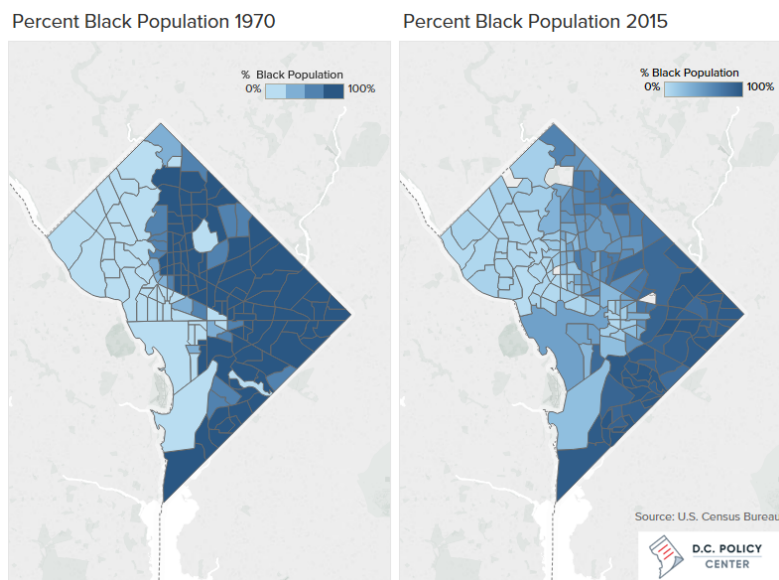 Percent Black Population 1970
Percent Black Population 2015
% Black Population
0% 100%
% Black Population
0% 100%
Source: U.S. Census Bureau
D.C. POLICY
CENTER